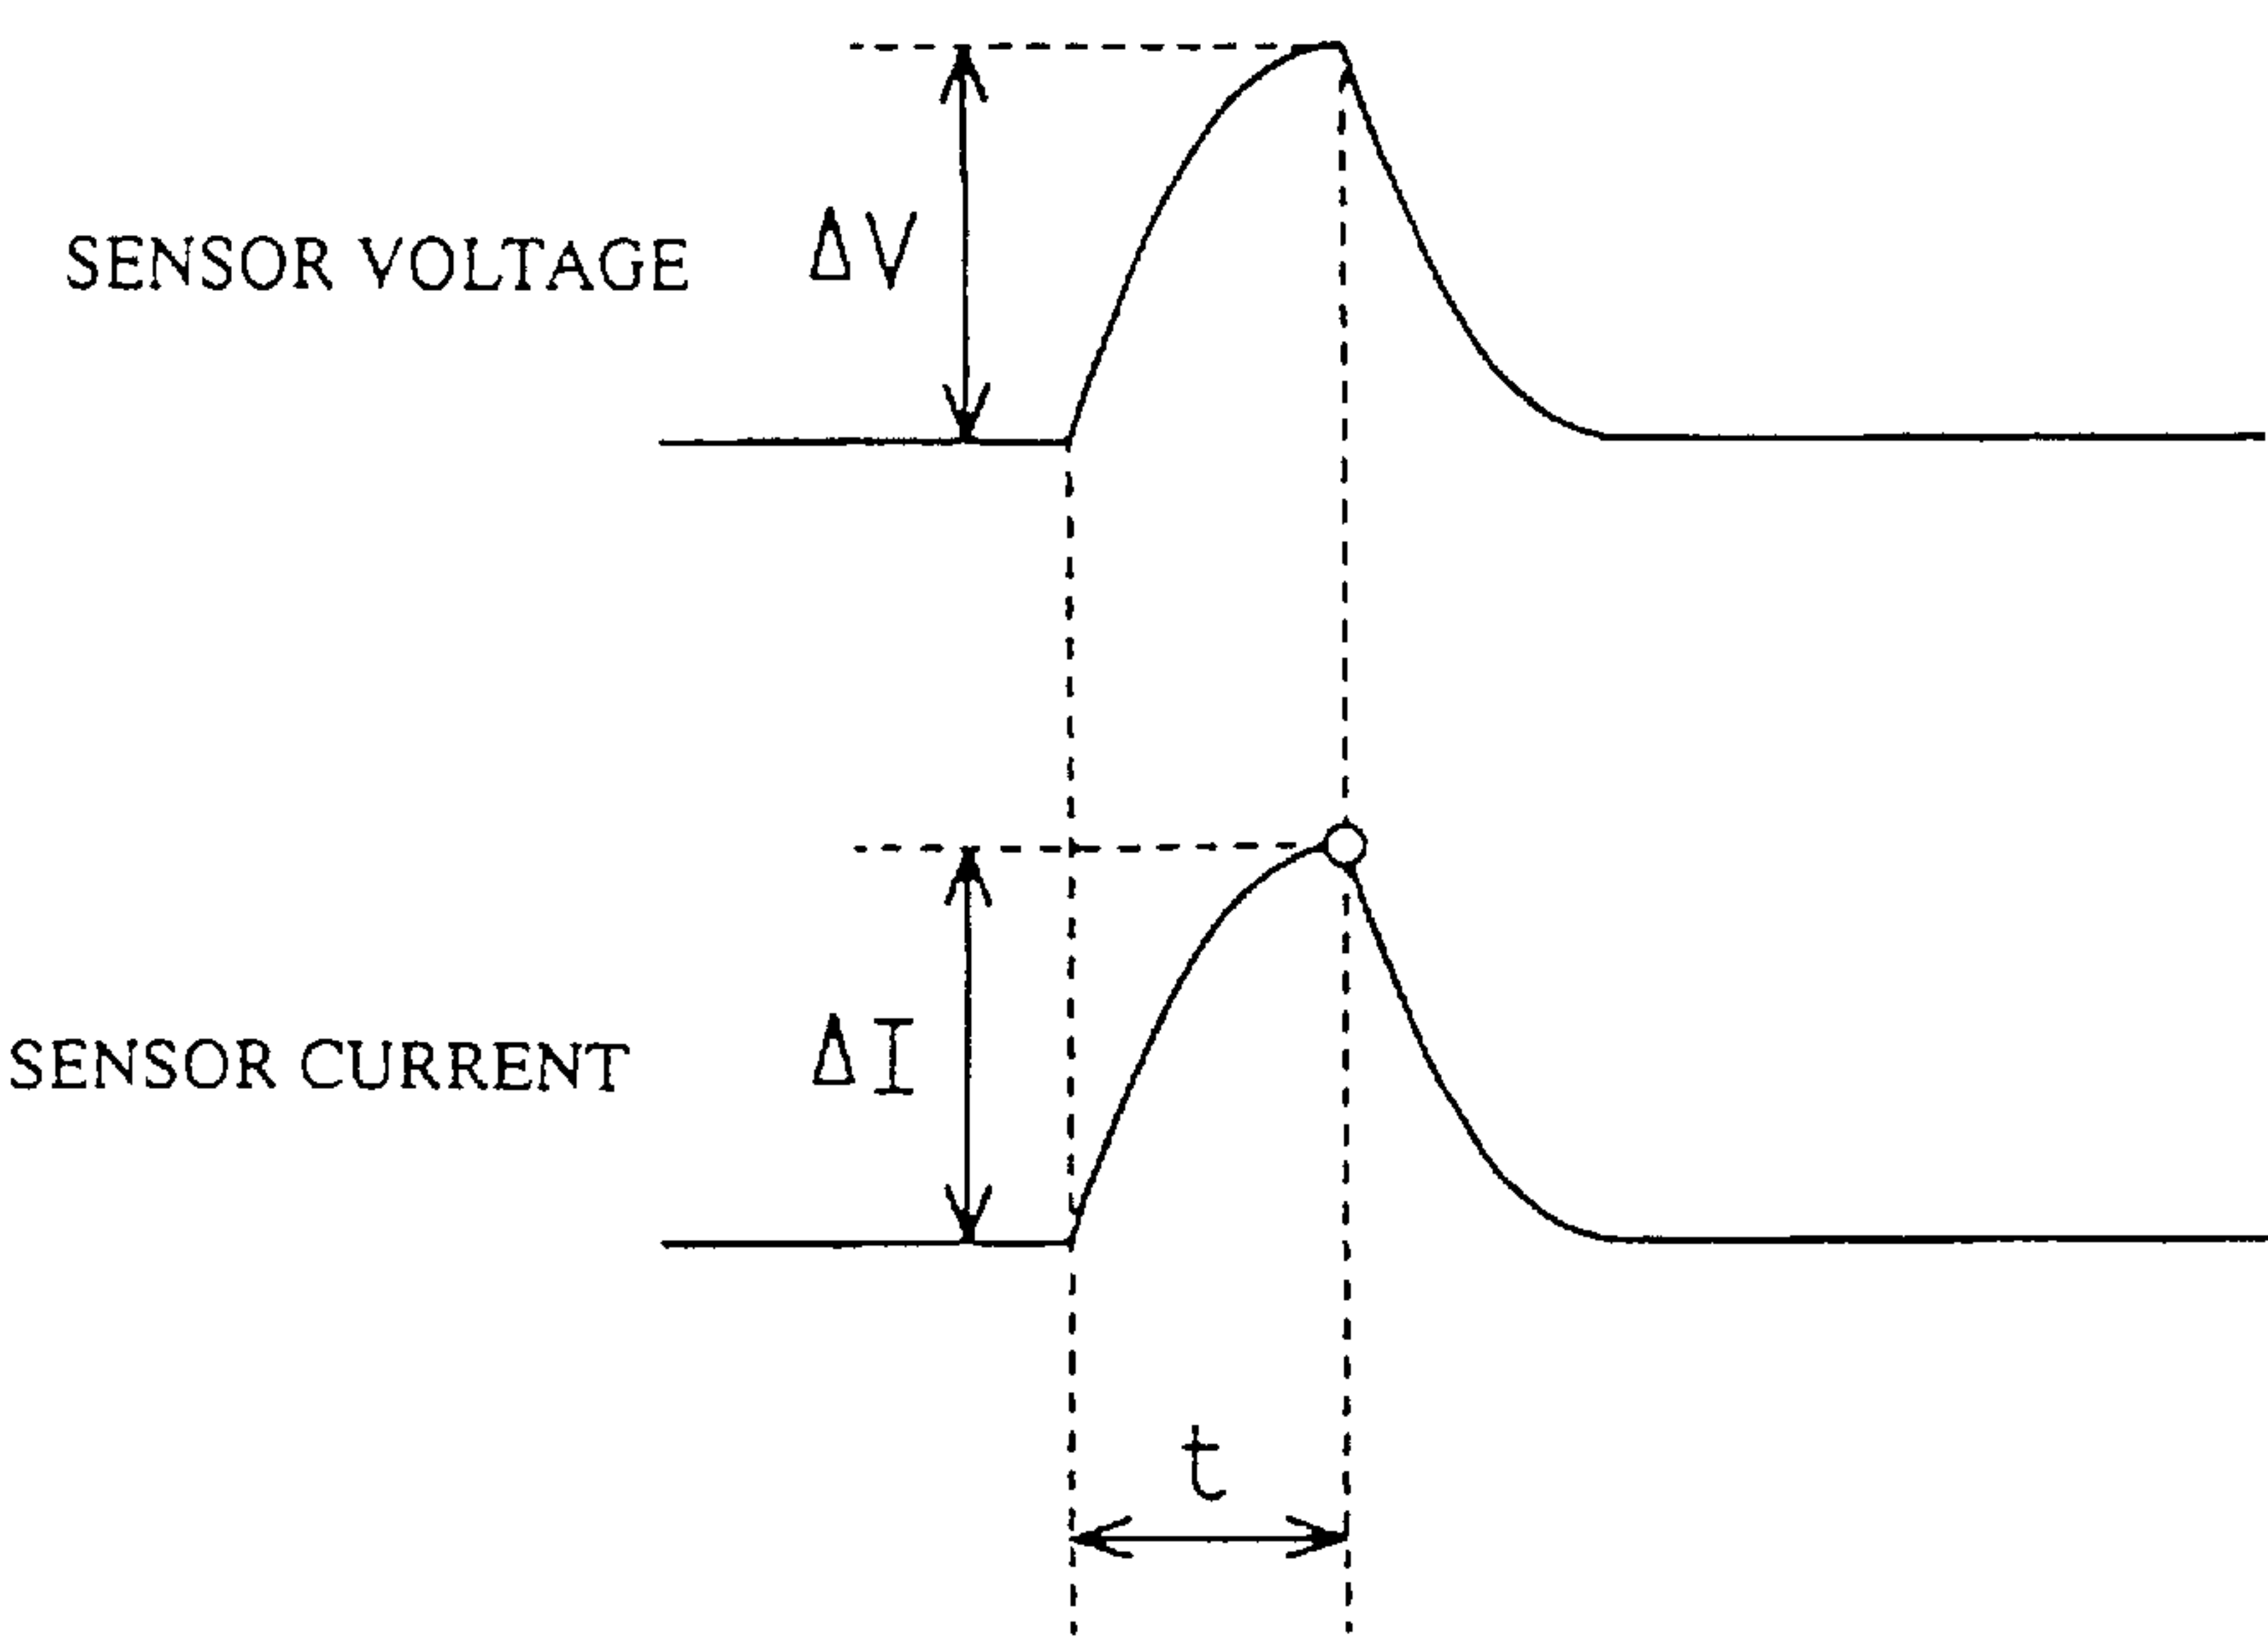 SENSOR VOLTAGE ΔV
SENSOR CURRENT ΔI
t